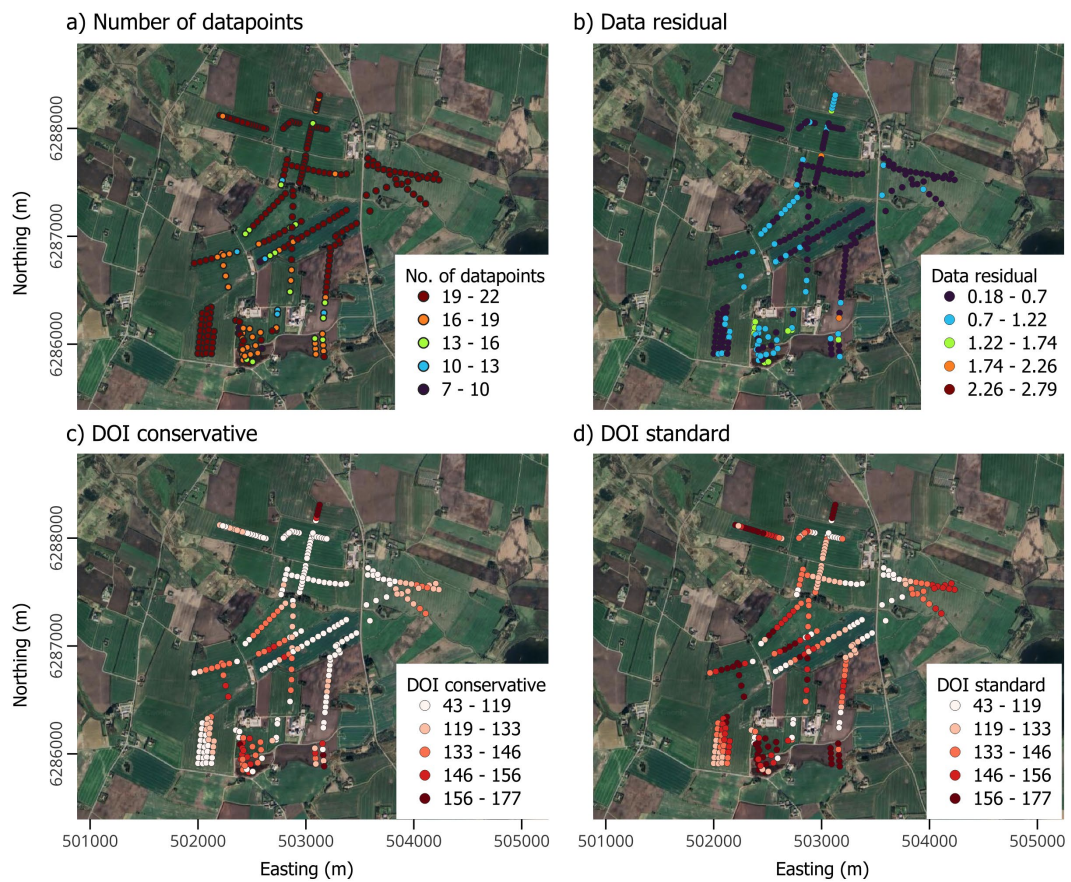 a) Number of datapoints
b) Data residual
Northing (m)
6288000
6287000
6286000
No. of datapoints
19 - 22
16 - 19
13 - 16
10 - 13
7 - 10
Data residual
0.18 - 0.7
0.7 - 1.22
1.22 - 1.74
1.74 - 2.26
2.26 - 2.79
c) DOI conservative
d) DOI standard
Northing (m)
6288000
6287000
6286000
DOI conservative
43 - 119
119 - 133
133 - 146
146 - 156
156 - 177
DOI standard
43 - 119
119 - 133
133 - 146
146 - 156
156 - 177
501000 502000 503000 504000 505000
501000 502000 503000 504000 505000
Easting (m)
Easting (m)